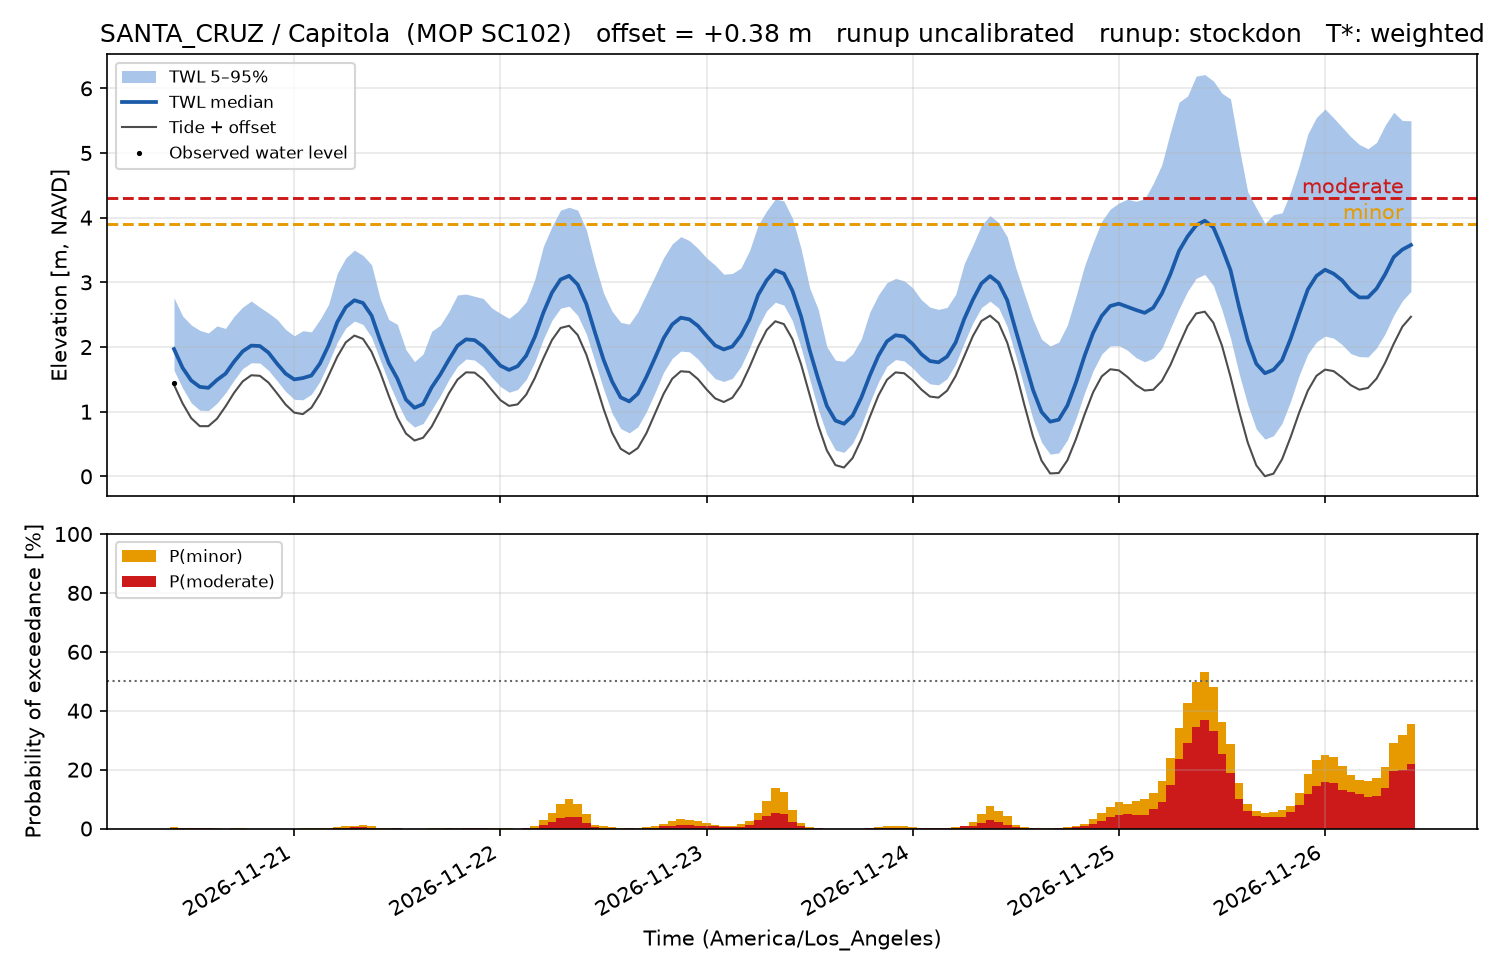 SANTA_CRUZ / Capitola  (MOP SC102)   offset = +0.38 m   runup uncalibrated   runup: stockdon   T*: weighted
Elevation [m, NAVD]
6
5
4
3
2
1
0
TWL 5–95%
TWL median
Tide + offset
Observed water level
moderate
minor
Probability of exceedance [%]
100
80
60
40
20
0
P(minor)
P(moderate)
2026-11-21
2026-11-22
2026-11-23
2026-11-24
2026-11-25
2026-11-26
Time (America/Los_Angeles)